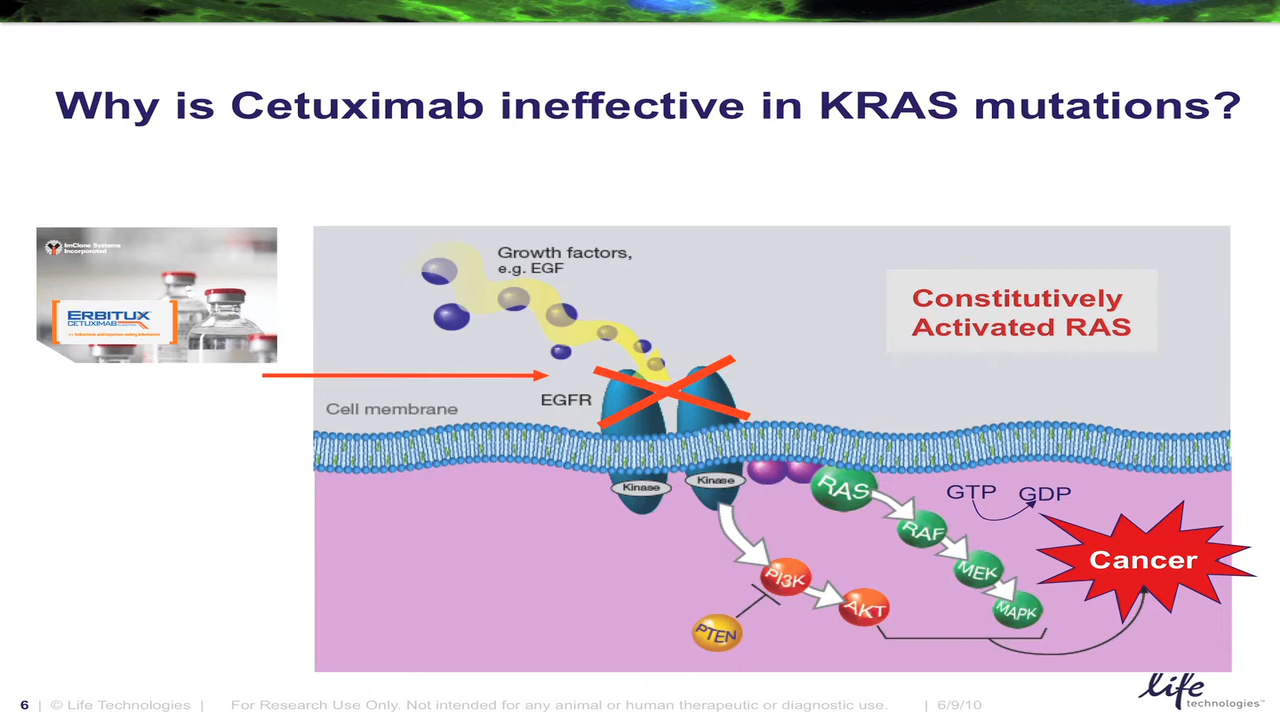 Why is Cetuximab ineffective in KRAS mutations?
ImClone Systems
Incorporated
ERBITUX
CETUXIMAB
Growth factors,
e.g. EGF
Constitutively
Activated RAS
EGFR
Cell membrane
Kinase
Kinase
RAS
GTP
GDP
RAF
Cancer
MEK
PI3K
AKT
MAPK
PTEN
6 | © Life Technologies | For Research Use Only. Not intended for any animal or human therapeutic or diagnostic use. | 6/9/10
life
technologies™